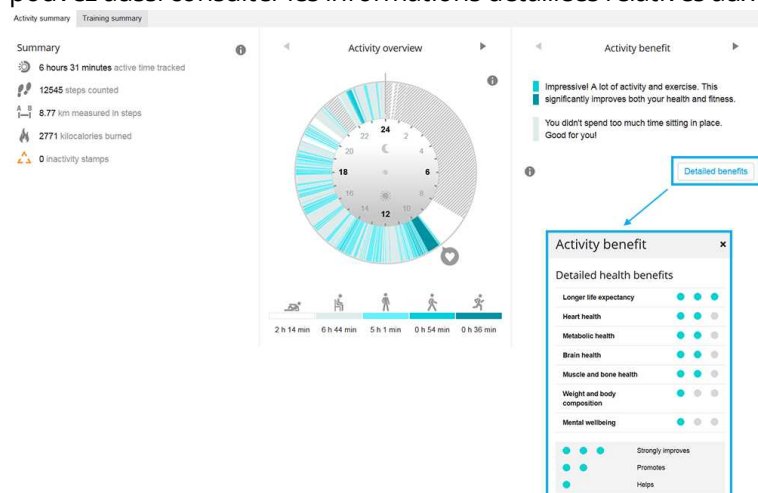 Activity summary Training summary
Summary
6 hours 31 minutes active time tracked
12545 steps counted
A B
8.77 km measured in steps
2771 kilocalories burned
0 inactivity stamps
Activity overview
24
2
4
6
8
10
12
14
16
18
20
22
2 h 14 min 6 h 44 min 5 h 1 min 0 h 54 min 0 h 36 min
Activity benefit
Impressive! A lot of activity and exercise. This
significantly improves both your health and fitness.
You didn't spend too much time sitting in place.
Good for you!
Detailed benefits
Activity benefit ×
Detailed health benefits
Longer life expectancy
Heart health
Metabolic health
Brain health
Muscle and bone health
Weight and body
composition
Mental wellbeing
Strongly improves
Promotes
Helps